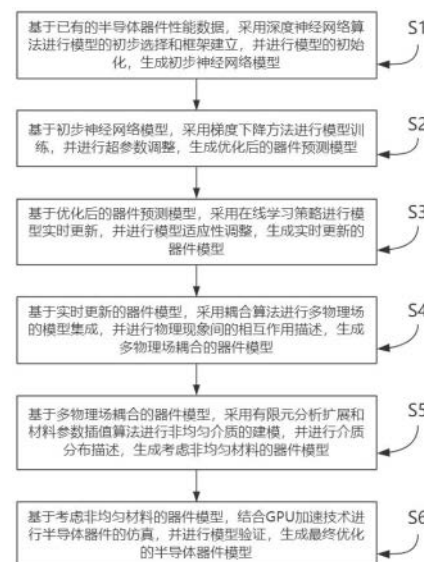 基于已有的半导体器件性能数据，采用深度神经网络算
法进行模型的初步选择和框架建立，并进行模型的初始
化，生成初步神经网络模型
S1
基于初步神经网络模型，采用梯度下降方法进行模型训
练，并进行超参数调整，生成优化后的器件预测模型
S2
基于优化后的器件预测模型，采用在线学习策略进行模
型实时更新，并进行模型适应性调整，生成实时更新的
器件模型
S3
基于实时更新的器件模型，采用耦合算法进行多物理场
的模型集成，并进行物理现象间的相互作用描述，生成
多物理场耦合的器件模型
S4
基于多物理场耦合的器件模型，采用有限元分析扩展和
材料参数插值算法进行非均匀介质的建模，并进行介质
分布描述，生成考虑非均匀材料的器件模型
S5
基于考虑非均匀材料的器件模型，结合GPU加速技术进
行半导体器件的仿真，并进行模型验证，生成最终优化
的半导体器件模型
S6